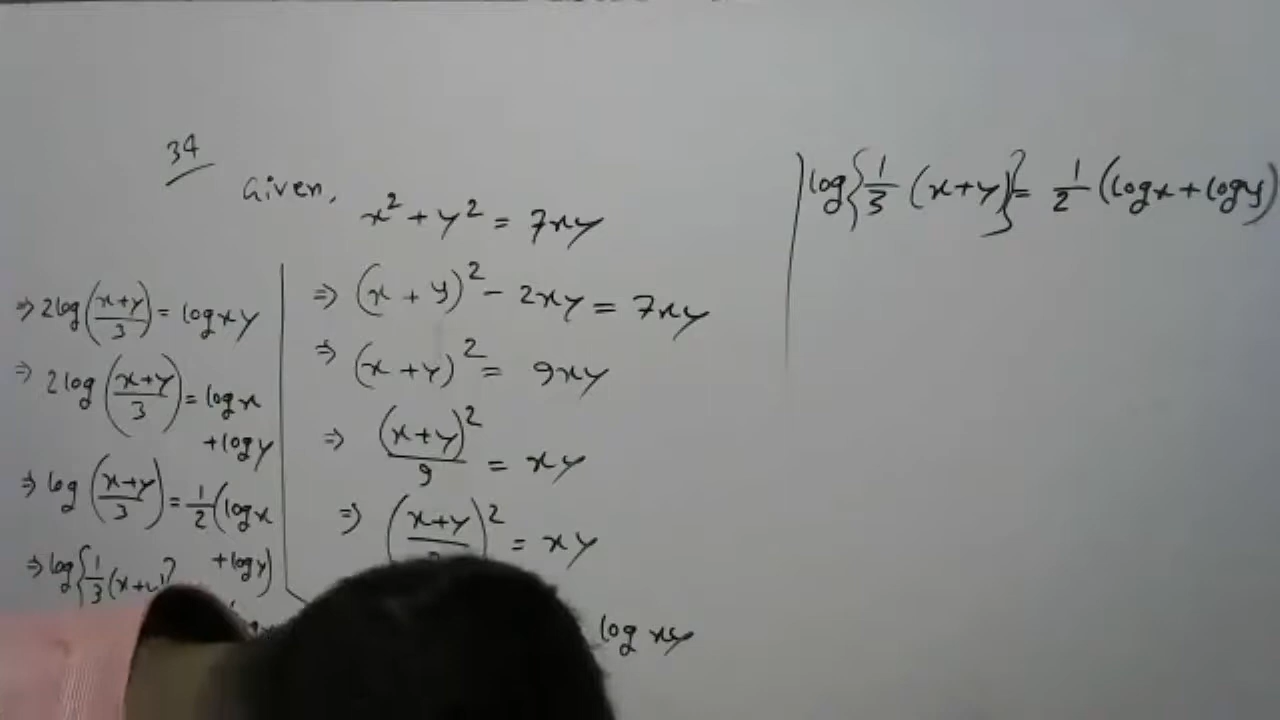 34
Given,
x² + y² = 7xy
⇒ (x + y)² - 2xy = 7xy
⇒ (x + y)² = 9xy
⇒ (x+y)²/9 = xy
⇒ (x+y)² = xy
log xy
⇒ 2log((x+y)/3) = log xy
⇒ 2log((x+y)/3) = log x
+ log y
⇒ log((x+y)/3) = 1/2 (log x
+ log y)
⇒ log{1/3 (x+y)}
log{1/3 (x+y)} = 1/2 (log x + log y)